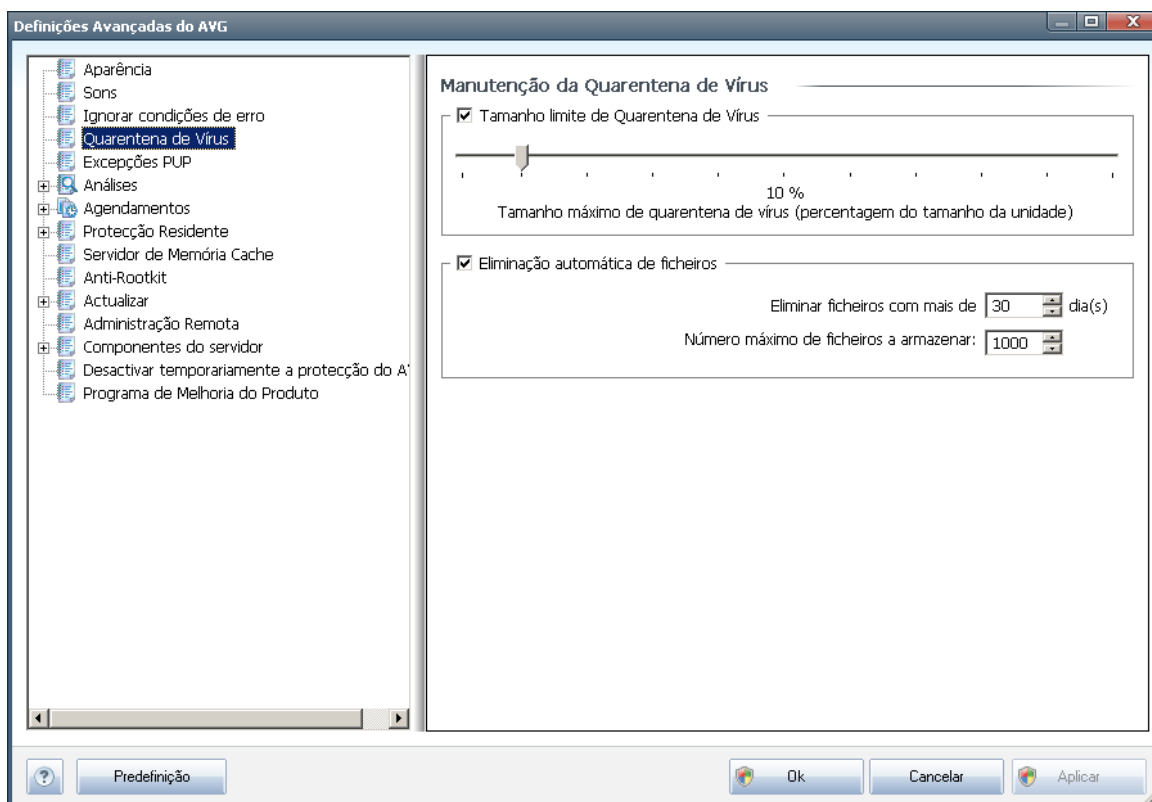 Definições Avançadas do AVG
Aparência
Sons
Ignorar condições de erro
Quarentena de Vírus
Excepções PUP
Análises
Agendamentos
Protecção Residente
Servidor de Memória Cache
Anti-Rootkit
Actualizar
Administração Remota
Componentes do servidor
Desactivar temporariamente a protecção do A
Programa de Melhoria do Produto
Manutenção da Quarentena de Vírus
Tamanho limite de Quarentena de Vírus
10 %
Tamanho máximo de quarentena de vírus (percentagem do tamanho da unidade)
Eliminação automática de ficheiros
Eliminar ficheiros com mais de 30 dia(s)
Número máximo de ficheiros a armazenar: 1000
? Predefinição Ok Cancelar Aplicar